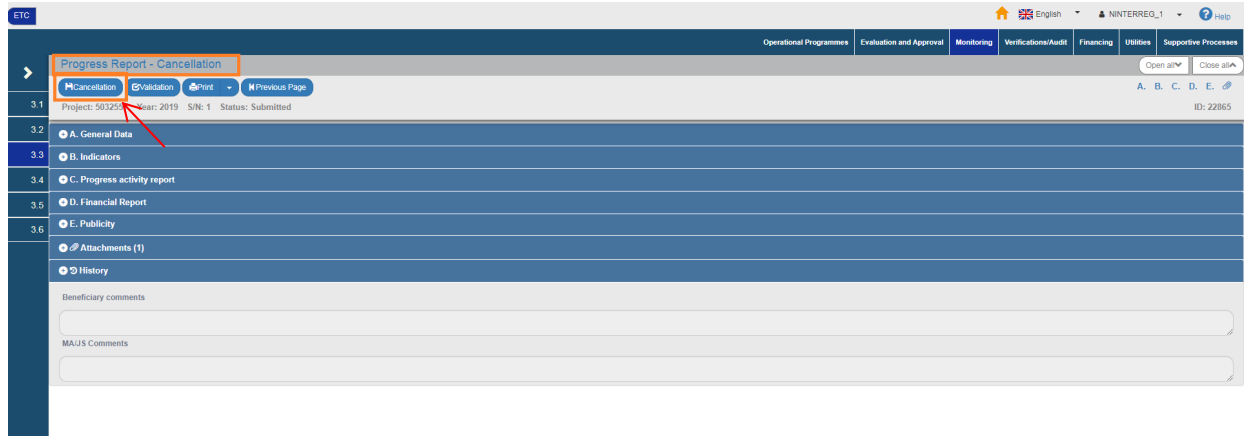 ETC English NINTERREG_1 Help
Operational Programmes Evaluation and Approval Monitoring Verifications/Audit Financing Utilities Supportive Processes
Progress Report - Cancellation Open all Close all
Cancellation Validation Print Previous Page A. B. C. D. E.
Project: 503255 Year: 2019 S/N: 1 Status: Submitted ID: 22865
3.1
3.2
3.3
3.4
3.5
3.6
A. General Data
B. Indicators
C. Progress activity report
D. Financial Report
E. Publicity
Attachments (1)
History
Beneficiary comments
MA/JS Comments